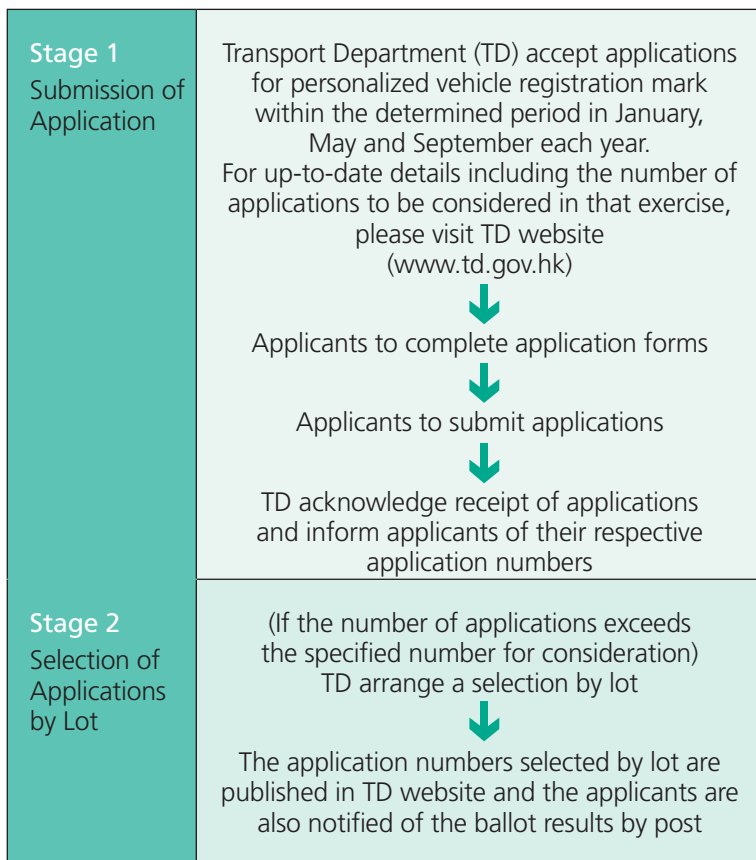 Stage 1
Submission of
Application
Transport Department (TD) accept applications
for personalized vehicle registration mark
within the determined period in January,
May and September each year.
For up-to-date details including the number of
applications to be considered in that exercise,
please visit TD website
(www.td.gov.hk)
Applicants to complete application forms
Applicants to submit applications
TD acknowledge receipt of applications
and inform applicants of their respective
application numbers
Stage 2
Selection of
Applications
by Lot
(If the number of applications exceeds
the specified number for consideration)
TD arrange a selection by lot
The application numbers selected by lot are
published in TD website and the applicants are
also notified of the ballot results by post